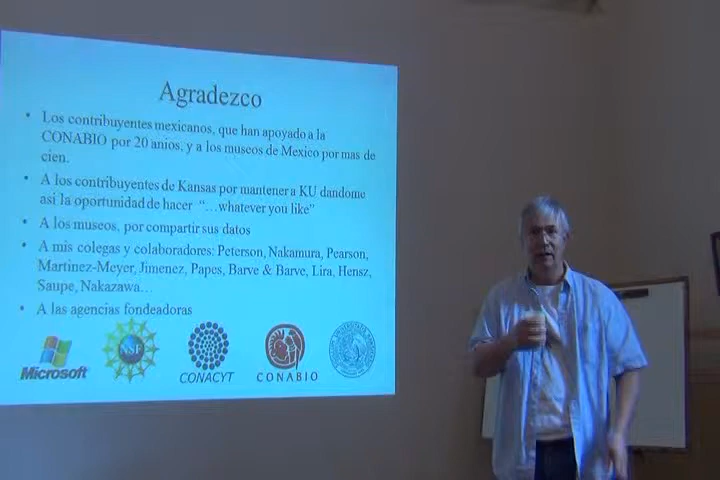 Agradezco
• Los contribuyentes mexicanos, que han apoyado a la
CONABIO por 20 anios, y a los museos de Mexico por mas de
cien.
• A los contribuyentes de Kansas por mantener a KU dandome
asi la oportunidad de hacer “…whatever you like”
• A los museos, por compartir sus datos
• A mis colegas y colaboradores: Peterson, Nakamura, Pearson,
Martinez-Meyer, Jimenez, Papes, Barve & Barve, Lira, Hensz,
Saupe, Nakazawa…
• A las agencias fondeadoras
Microsoft
NSF
CONACYT
CONABIO